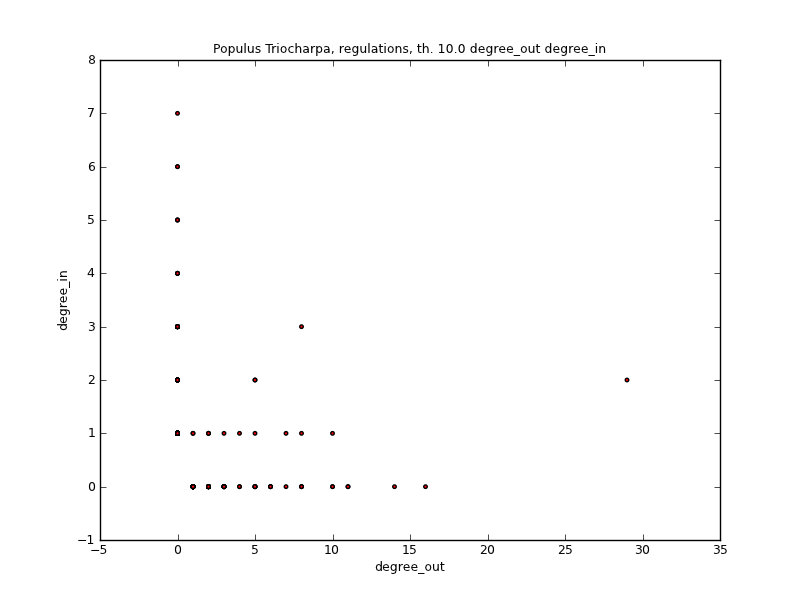 Populus Triocharpa, regulations, th. 10.0 degree_out degree_in
8
7
6
5
4
3
2
1
0
−1
degree_in
−5 0 5 10 15 20 25 30 35
degree_out